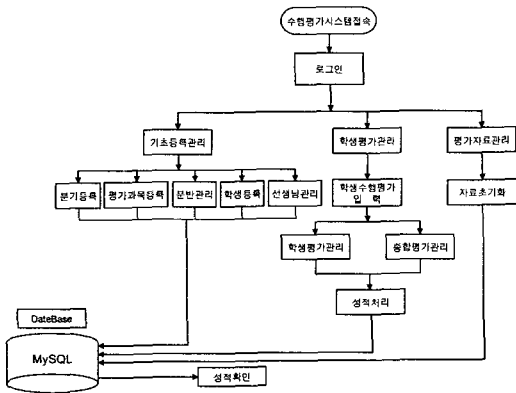 수행평가시스템접속
로그인
기초등록관리
학생평가관리
평가자료관리
분기등록
평가과목등록
분반관리
학생등록
선생님관리
학생수행평가
입 력
자료초기화
학생평가관리
종합평가관리
성적처리
DateBase
MySQL
성적확인